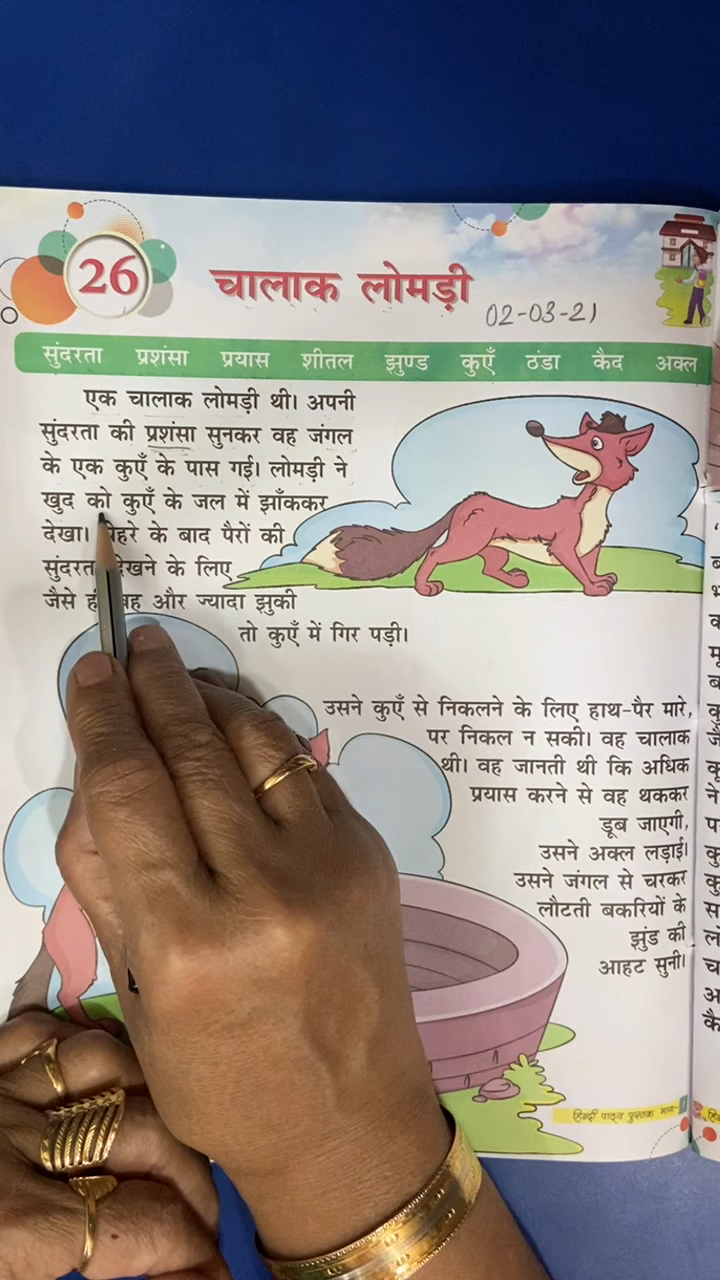 26
चालाक लोमड़ी
02-03-21
सुंदरता प्रशंसा प्रयास शीतल झुण्ड कुएँ ठंडा कैद अक्ल
एक चालाक लोमड़ी थी। अपनी
सुंदरता की प्रशंसा सुनकर वह जंगल
के एक कुएँ के पास गई। लोमड़ी ने
खुद को कुएँ के जल में झाँककर
देखा। के बाद पैरों की
देखने के लिए
जैसे ही वह और ज्यादा झुकी
तो कुएँ में गिर पड़ी।
उसने कुएँ से निकलने के लिए हाथ-पैर मारे,
पर निकल न सकी। वह चालाक
थी। वह जानती थी कि अधिक
प्रयास करने से वह थककर
डूब जाएगी,
उसने अक्ल लड़ाई।
उसने जंगल से चरकर
लौटती बकरियों के
झुंड की
आहट सुनी।
हिन्दी पाठ्य पुस्तक भाग-